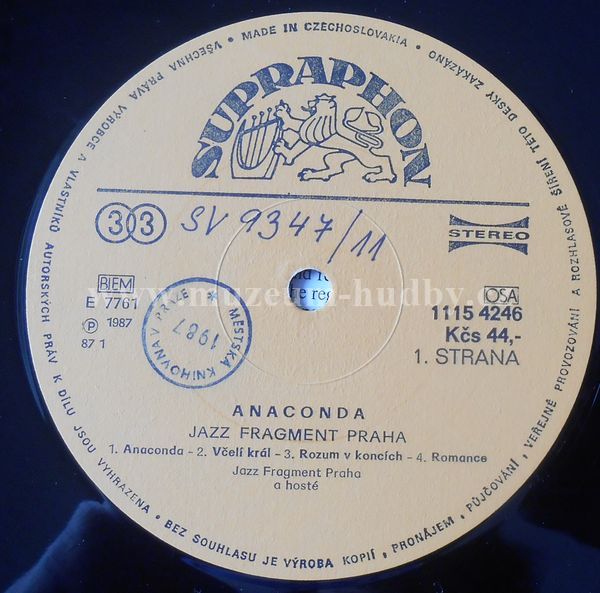 VŠECHNA PRÁVA VÝROBCE A VLASTNÍKŮ AUTORSKÝCH PRÁV K DÍLU JSOU VYHRAZENA • BEZ SOUHLASU JE VÝROBA KOPIÍ, PRONÁJEM, PŮJČOVÁNÍ, VEŘEJNÉ PROVOZOVÁNÍ A ROZHLASOVÉ ŠÍŘENÍ TÉTO DESKY ZAKÁZÁNO • MADE IN CZECHOSLOVAKIA •
SUPRAPHON
33 SV 9347/11 STEREO
BIEM
E 7761
Ⓟ 1987
87 1
MĚSTSKÁ KNIHOVNA V PRAZE *
1987
www.muzeum-hudby.cz
OSA
1115 4246
Kčs 44,-
1. STRANA
ANACONDA
JAZZ FRAGMENT PRAHA
1. Anaconda – 2. Včelí král – 3. Rozum v koncích – 4. Romance
Jazz Fragment Praha
a hosté